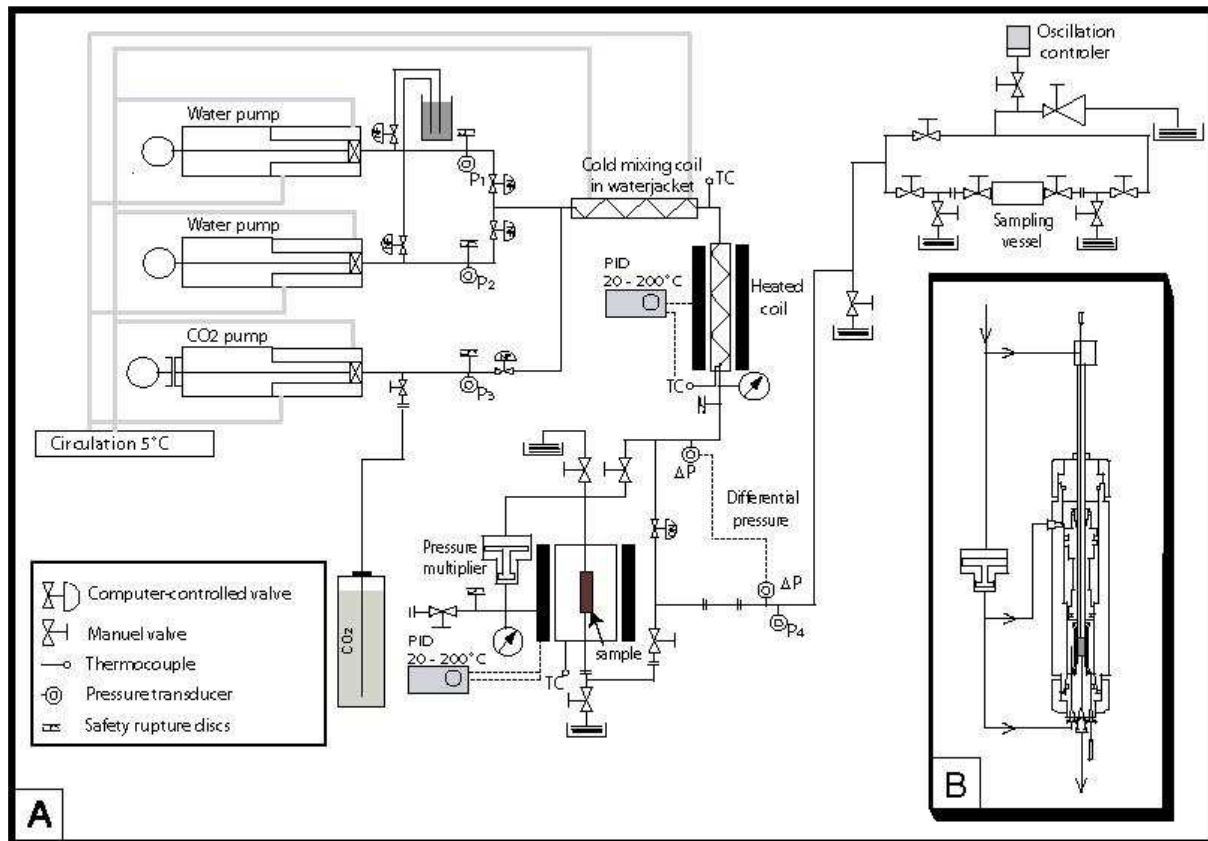 Oscillation
controler
Water pump
P1
Cold mixing coil
in waterjacket
TC
Sampling
vessel
Water pump
P2
PID
20 - 200°C
Heated
coil
CO2 pump
P3
TC
Circulation 5°C
ΔP
Differential
pressure
Pressure
multiplier
ΔP
P4
sample
PID
20 - 200°C
TC
CO2
Computer-controlled valve
Manuel valve
Thermocouple
Pressure transducer
Safety rupture discs
A
B